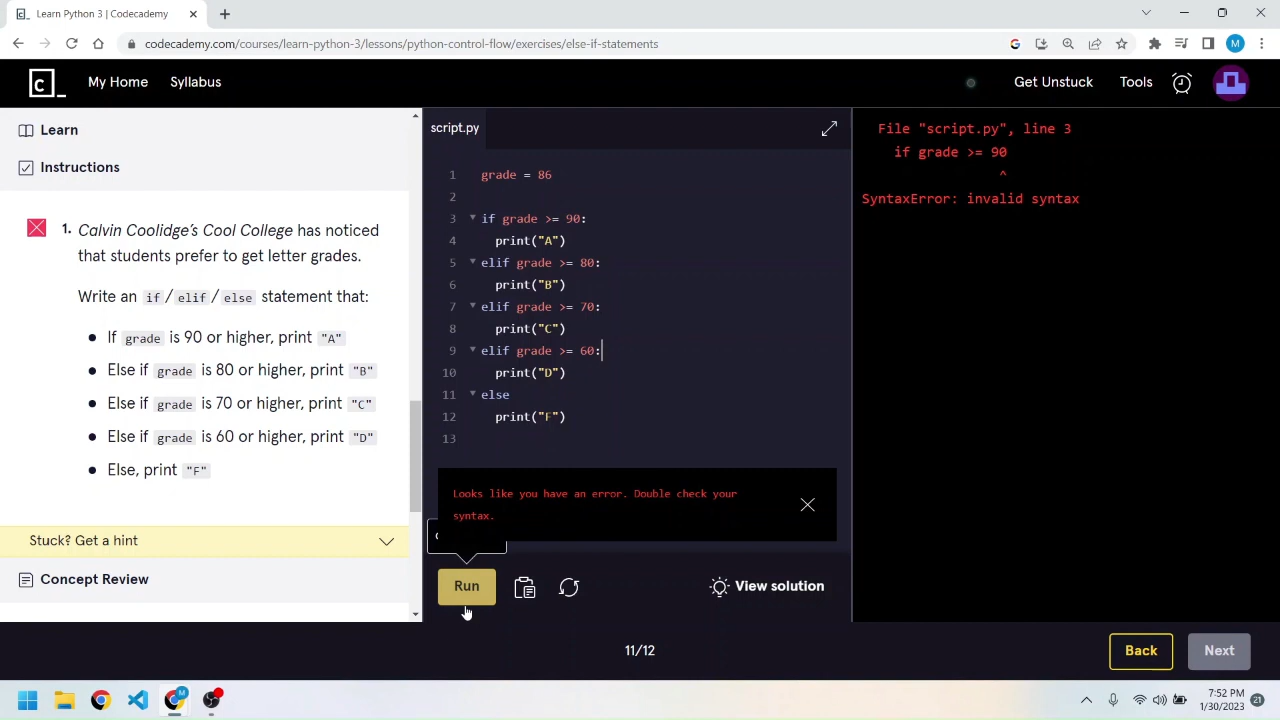 Learn Python 3 | Codecademy
codecademy.com/courses/learn-python-3/lessons/python-control-flow/exercises/else-if-statements
M
My Home
Syllabus
Get Unstuck
Tools
Learn
Instructions
1. Calvin Coolidge's Cool College has noticed
that students prefer to get letter grades.
Write an if / elif / else statement that:
• If grade is 90 or higher, print "A"
• Else if grade is 80 or higher, print "B"
• Else if grade is 70 or higher, print "C"
• Else if grade is 60 or higher, print "D"
• Else, print "F"
Stuck? Get a hint
Concept Review
script.py
1 grade = 86
2
3 if grade >= 90:
4 print("A")
5 elif grade >= 80:
6 print("B")
7 elif grade >= 70:
8 print("C")
9 elif grade >= 60:
10 print("D")
11 else
12 print("F")
13
Looks like you have an error. Double check your
syntax.
Run
View solution
File "script.py", line 3
if grade >= 90
^
SyntaxError: invalid syntax
11/12
Back
Next
7:52 PM
1/30/2023
21